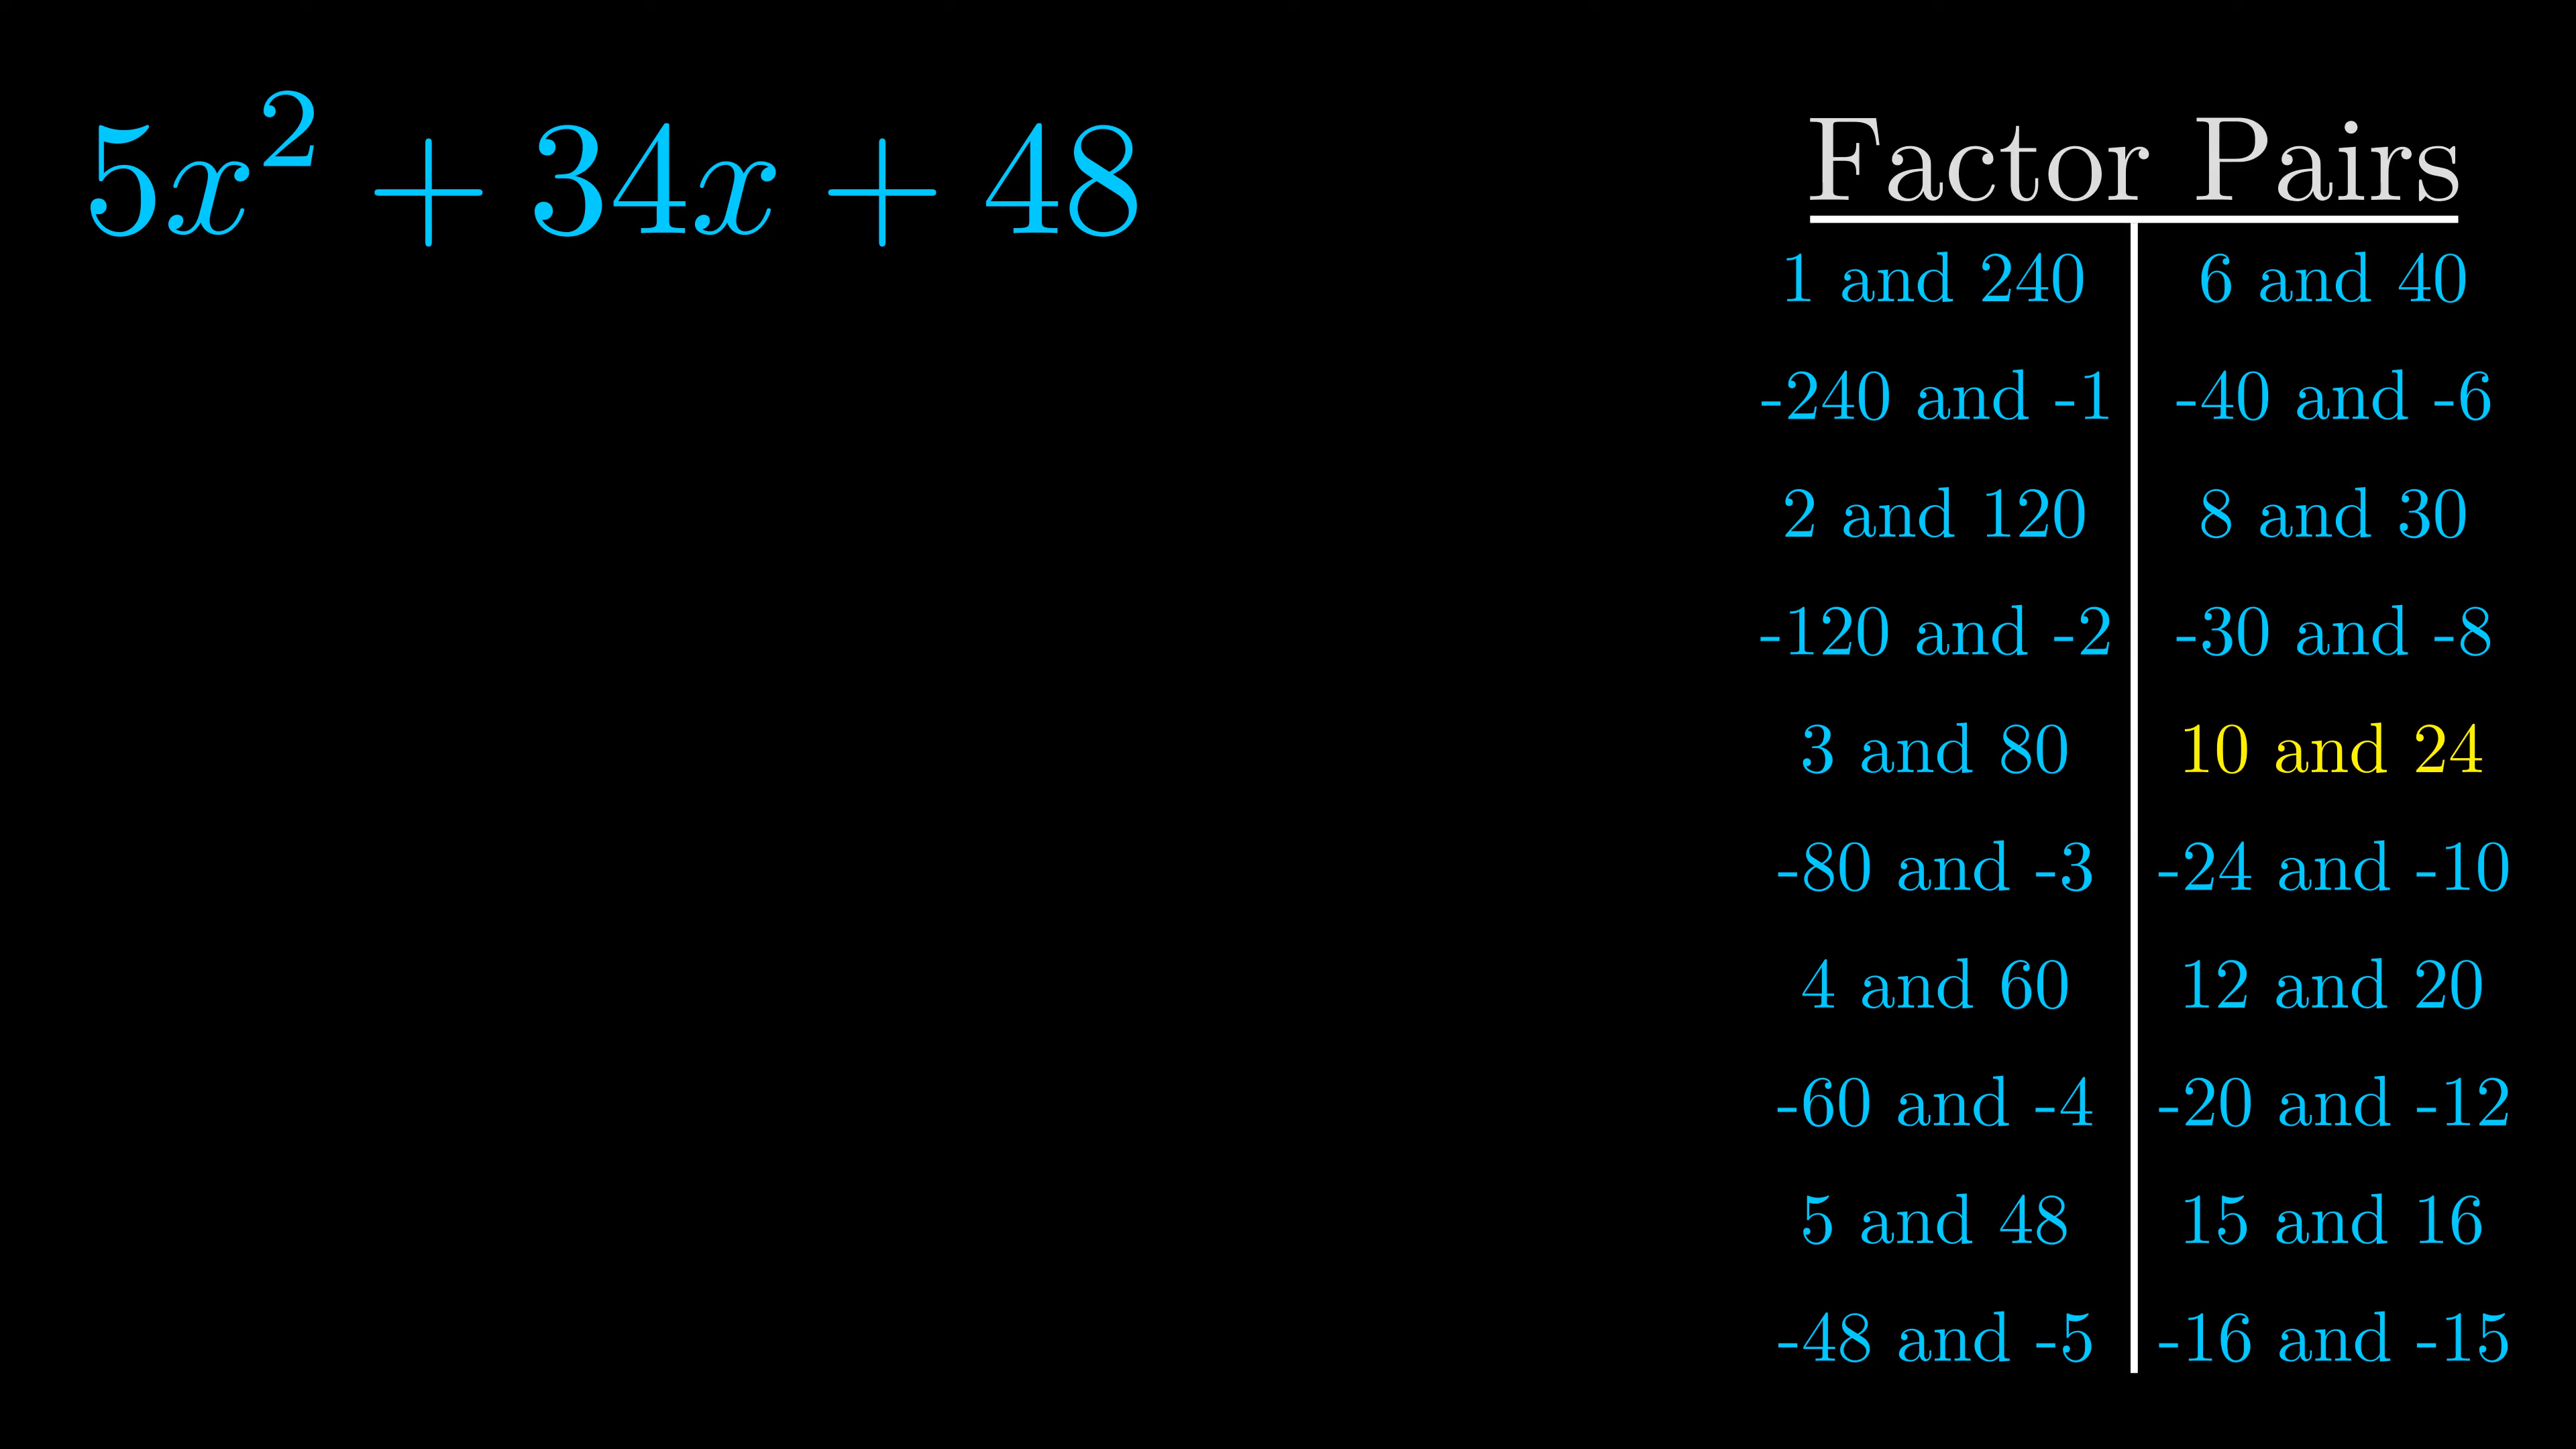 5x² + 34x + 48
Factor Pairs
1 and 240
6 and 40
-240 and -1
-40 and -6
2 and 120
8 and 30
-120 and -2
-30 and -8
3 and 80
10 and 24
-80 and -3
-24 and -10
4 and 60
12 and 20
-60 and -4
-20 and -12
5 and 48
15 and 16
-48 and -5
-16 and -15